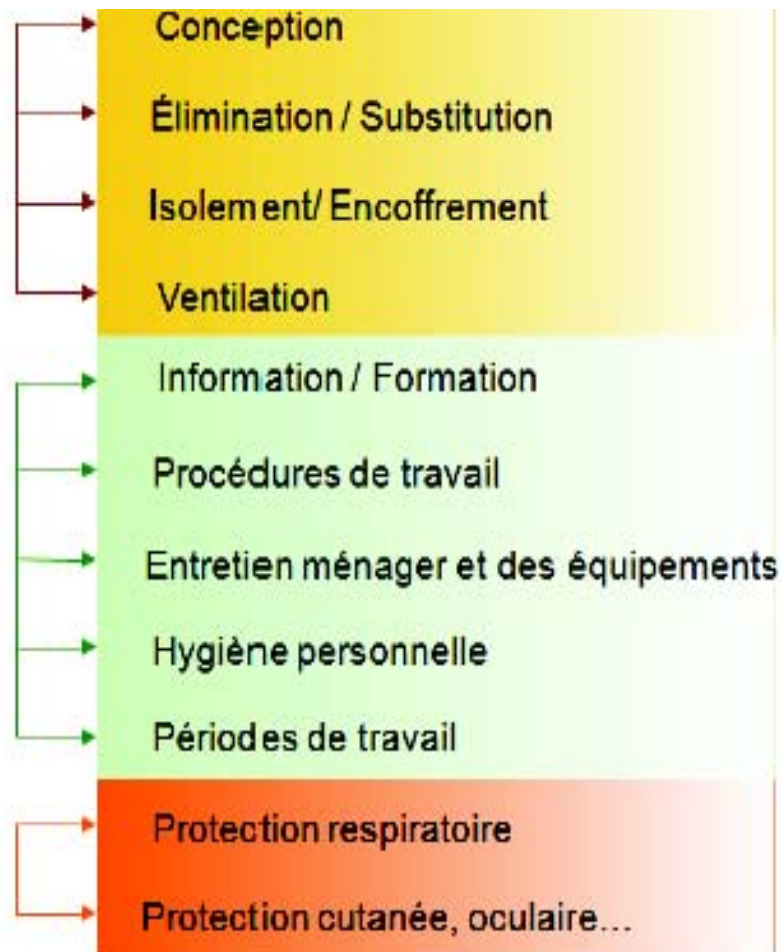 Conception
Élimination / Substitution
Isolement/ Encoffrement
Ventilation
Information / Formation
Procédures de travail
Entretien ménager et des équipements
Hygiène personnelle
Périodes de travail
Protection respiratoire
Protection cutanée, oculaire...